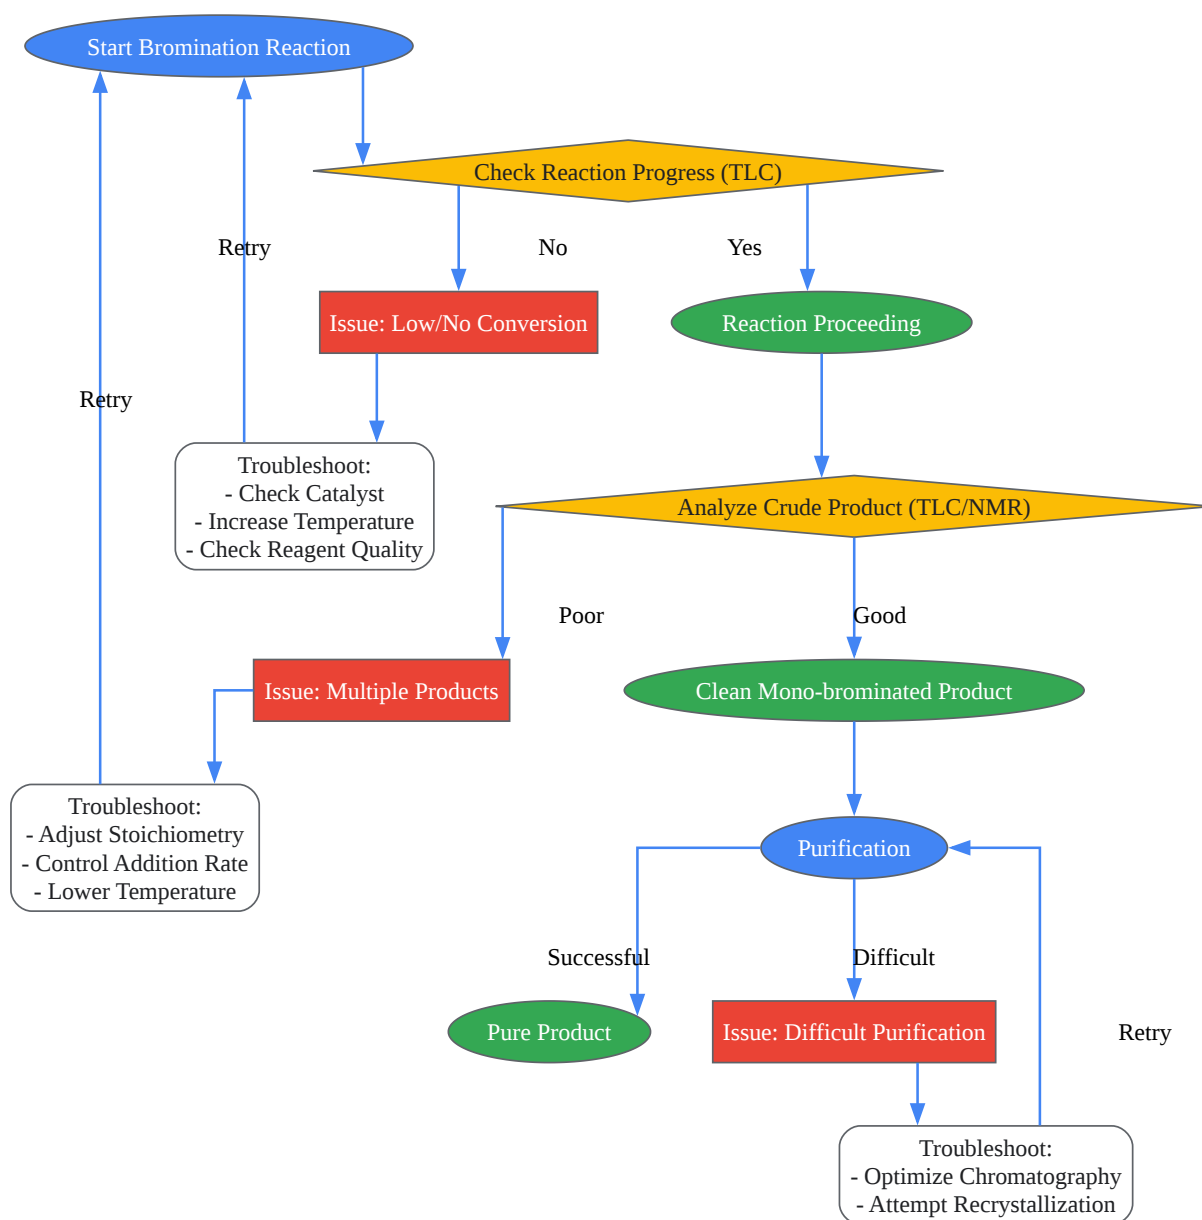 Start Bromination Reaction
Check Reaction Progress (TLC)
Retry
No
Yes
Issue: Low/No Conversion
Reaction Proceeding
Retry
Troubleshoot:
- Check Catalyst
- Increase Temperature
- Check Reagent Quality
Analyze Crude Product (TLC/NMR)
Poor
Good
Issue: Multiple Products
Clean Mono-brominated Product
Troubleshoot:
- Adjust Stoichiometry
- Control Addition Rate
- Lower Temperature
Purification
Successful
Difficult
Pure Product
Issue: Difficult Purification
Retry
Troubleshoot:
- Optimize Chromatography
- Attempt Recrystallization